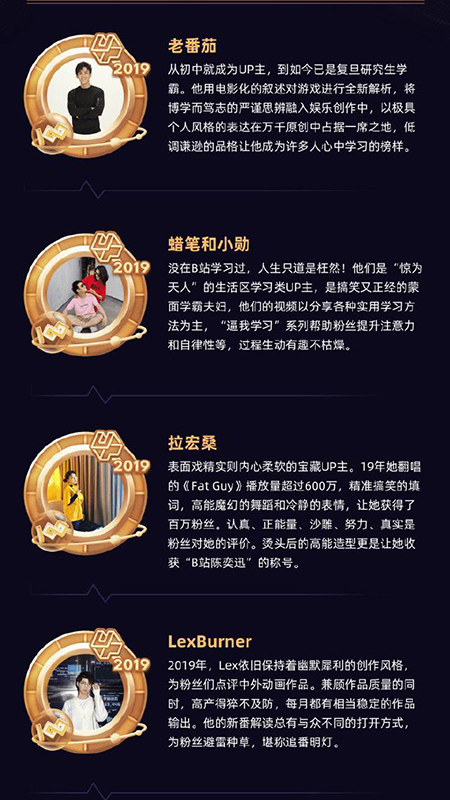 老番茄
2019
从初中就成为UP主，到如今已是复旦研究生学
霸。他用电影化的叙述对游戏进行全新解析，将
博学而笃志的严谨思辨融入娱乐创作中，以极具
个人风格的表达在万千原创中占据一席之地，低
调谦逊的品格让他成为许多人心中学习的榜样。
蜡笔和小勋
2019
没在B站学习过，人生只道是枉然！他们是“惊为
天人”的生活区学习类UP主，是搞笑又正经的蒙
面学霸夫妇，他们的视频以分享各种实用学习方
法为主，“逼我学习”系列帮助粉丝提升注意力
和自律性等，过程生动有趣不枯燥。
拉宏桑
2019
表面戏精实则内心柔软的宝藏UP主。19年她翻唱
的《Fat Guy》播放量超过600万，精准搞笑的填
词，高能魔幻的舞蹈和冷静的表情，让她获得了
百万粉丝。认真、正能量、沙雕、努力、真实是
粉丝对她的评价。烫头后的高能造型更是让她收
获“B站陈奕迅”的称号。
LexBurner
2019
2019年，Lex依旧保持着幽默犀利的创作风格，
为粉丝们点评中外动画作品。兼顾作品质量的同
时，高产得猝不及防，每月都有相当稳定的作品
输出。他的新番解读总有与众不同的打开方式，
为粉丝避雷种草，堪称追番明灯。